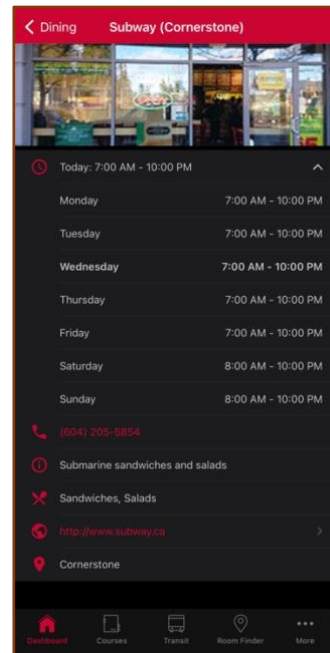 Dining
Subway (Cornerstone)
OPEN
Today: 7:00 AM - 10:00 PM
Monday 7:00 AM - 10:00 PM
Tuesday 7:00 AM - 10:00 PM
Wednesday 7:00 AM - 10:00 PM
Thursday 7:00 AM - 10:00 PM
Friday 7:00 AM - 10:00 PM
Saturday 8:00 AM - 10:00 PM
Sunday 8:00 AM - 10:00 PM
(604) 205-5854
Submarine sandwiches and salads
Sandwiches, Salads
http://www.subway.ca
Cornerstone
Dashboard Courses Transit Room Finder More